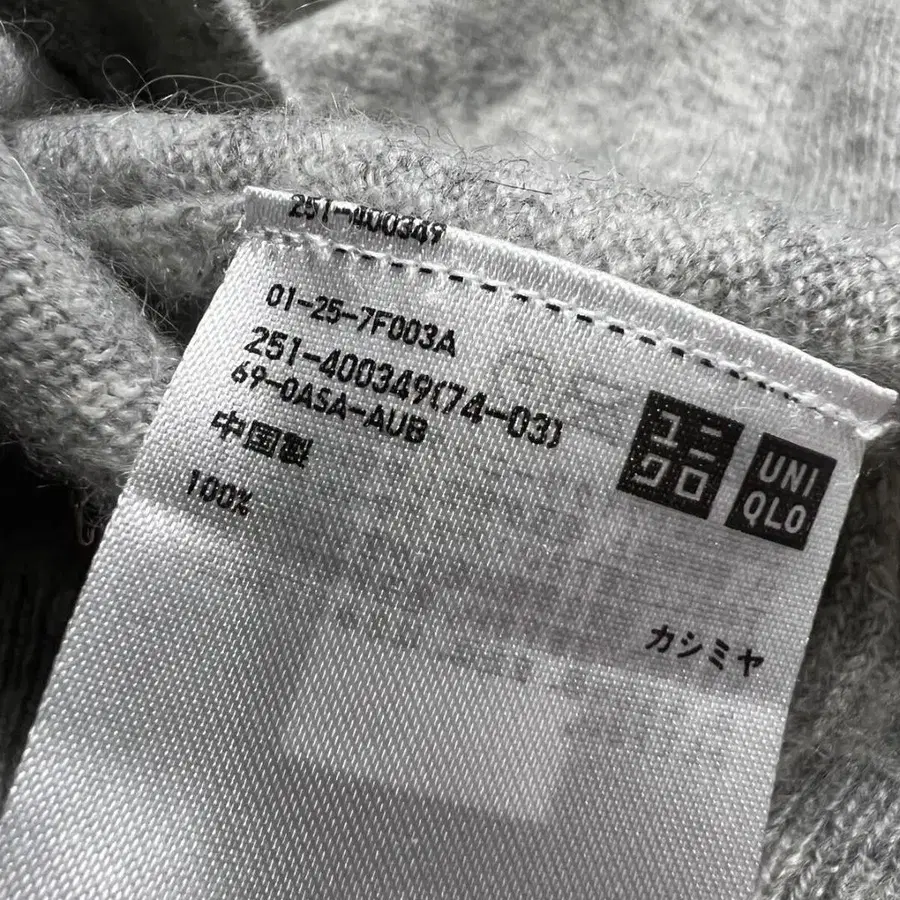 251-400349
01-25-7F003A
251-400349(74-03)
69-0ASA-AUB
中国製
100%
カシミヤ
ユニ
クロ
UNI
QLO